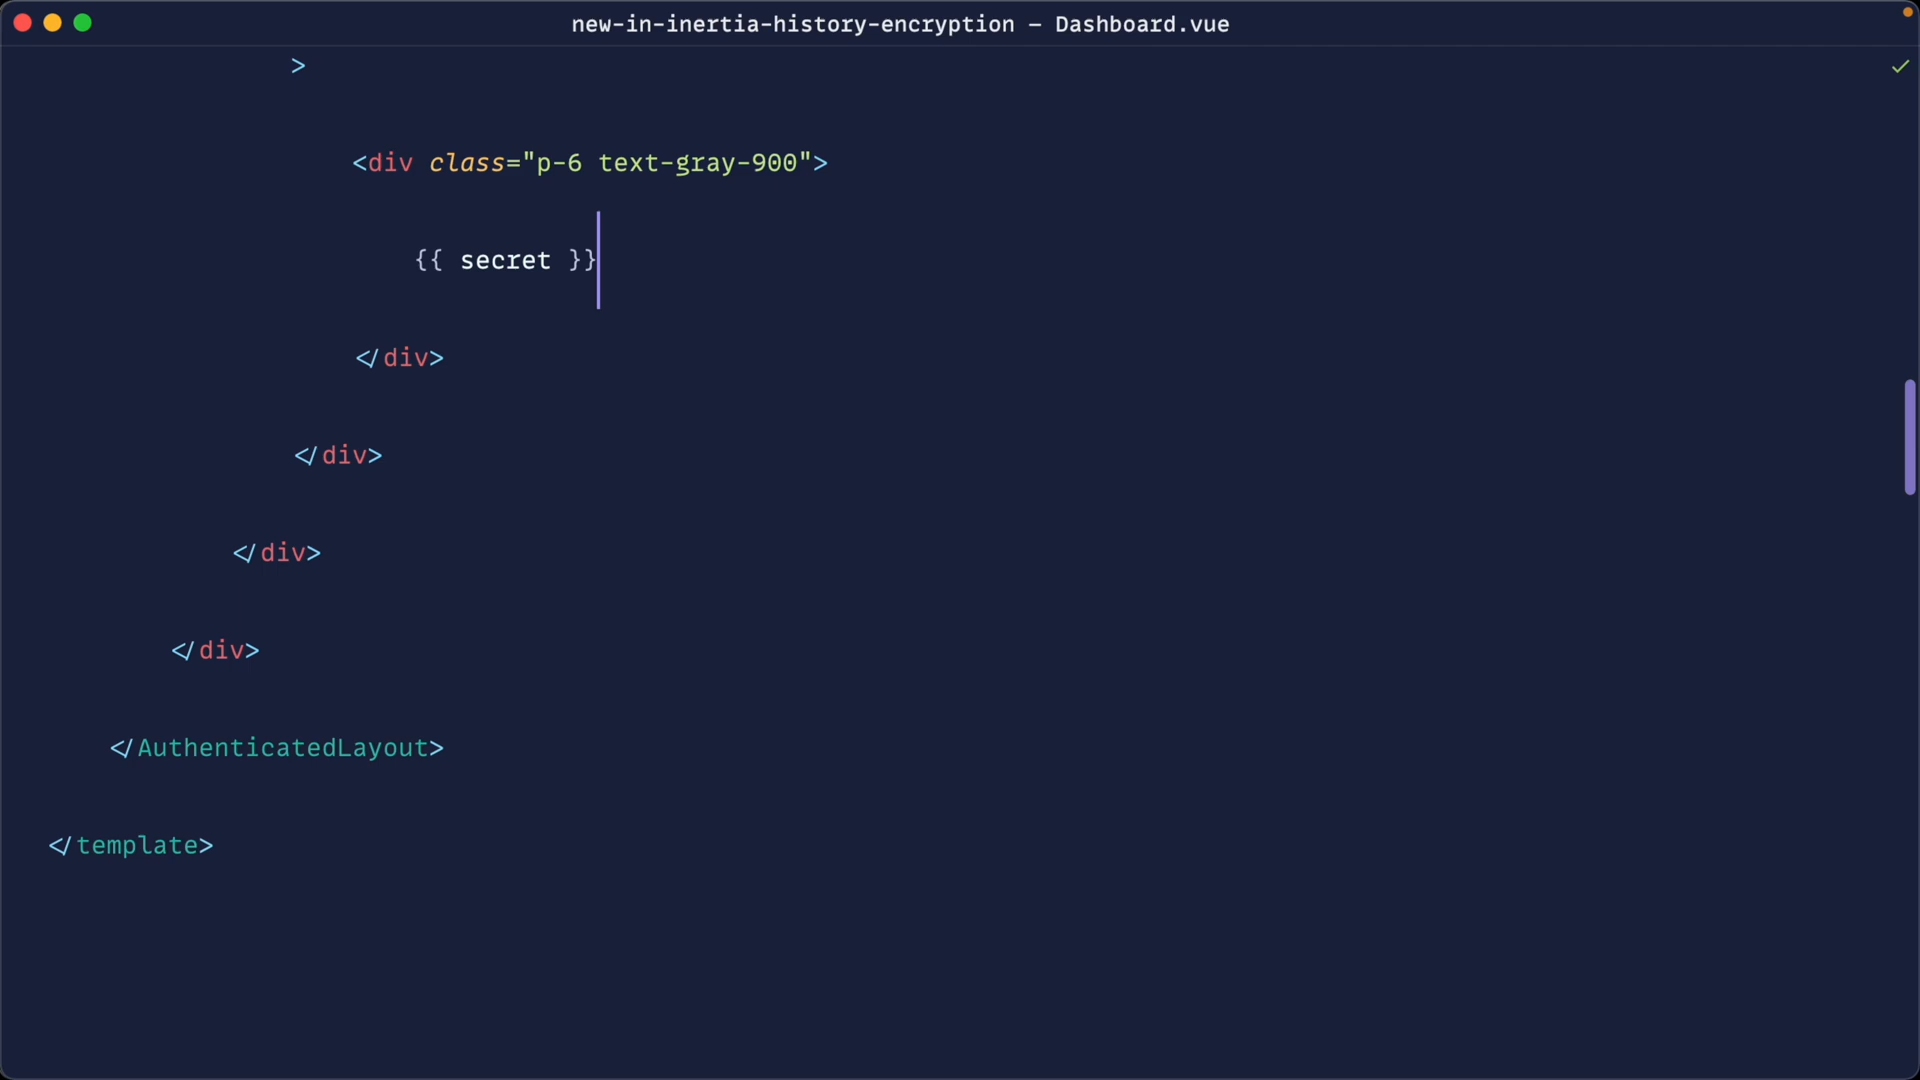 new-in-inertia-history-encryption — Dashboard.vue
>
<div class="p-6 text-gray-900">
{{ secret }}
</div>
</div>
</div>
</div>
</AuthenticatedLayout>
</template>